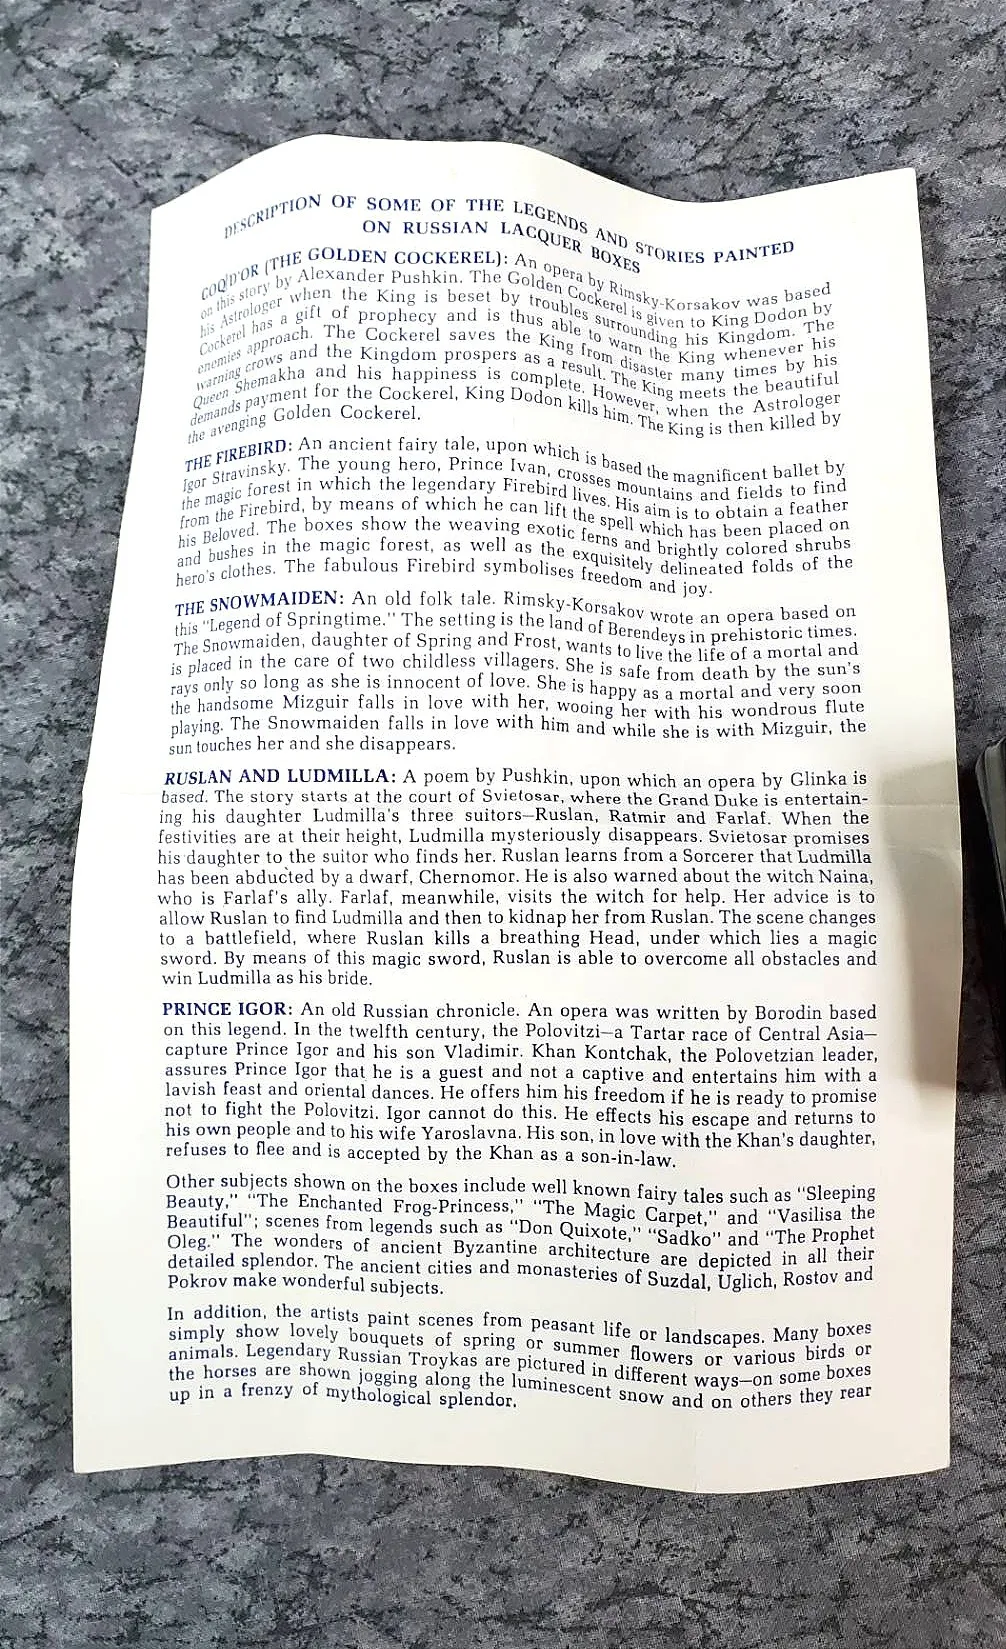 DESCRIPTION OF SOME OF THE LEGENDS AND STORIES PAINTED
ON RUSSIAN LACQUER BOXES
COQ D'OR (THE GOLDEN COCKEREL): An opera by Rimsky-Korsakov was based
on this story by Alexander Pushkin. The Golden Cockerel is given to King Dodon by
his Astrologer when the King is beset by troubles surrounding his Kingdom. The
Cockerel has a gift of prophecy and is thus able to warn the King whenever his
enemies approach. The Cockerel saves the King from disaster many times by his
warning crows and the Kingdom prospers as a result. The King meets the beautiful
Queen Shemakha and his happiness is complete. However, when the Astrologer
demands payment for the Cockerel, King Dodon kills him. The King is then killed by
the avenging Golden Cockerel.
THE FIREBIRD: An ancient fairy tale, upon which is based the magnificent ballet by
Igor Stravinsky. The young hero, Prince Ivan, crosses mountains and fields to find
the magic forest in which the legendary Firebird lives. His aim is to obtain a feather
from the Firebird, by means of which he can lift the spell which has been placed on
his Beloved. The boxes show the weaving exotic ferns and brightly colored shrubs
and bushes in the magic forest, as well as the exquisitely delineated folds of the
hero's clothes. The fabulous Firebird symbolises freedom and joy.
THE SNOWMAIDEN: An old folk tale. Rimsky-Korsakov wrote an opera based on
this "Legend of Springtime." The setting is the land of Berendeys in prehistoric times.
The Snowmaiden, daughter of Spring and Frost, wants to live the life of a mortal and
is placed in the care of two childless villagers. She is safe from death by the sun's
rays only so long as she is innocent of love. She is happy as a mortal and very soon
the handsome Mizguir falls in love with her, wooing her with his wondrous flute
playing. The Snowmaiden falls in love with him and while she is with Mizguir, the
sun touches her and she disappears.
RUSLAN AND LUDMILLA: A poem by Pushkin, upon which an opera by Glinka is
based. The story starts at the court of Svietosar, where the Grand Duke is entertain-
ing his daughter Ludmilla's three suitors—Ruslan, Ratmir and Farlaf. When the
festivities are at their height, Ludmilla mysteriously disappears. Svietosar promises
his daughter to the suitor who finds her. Ruslan learns from a Sorcerer that Ludmilla
has been abducted by a dwarf, Chernomor. He is also warned about the witch Naina,
who is Farlaf's ally. Farlaf, meanwhile, visits the witch for help. Her advice is to
allow Ruslan to find Ludmilla and then to kidnap her from Ruslan. The scene changes
to a battlefield, where Ruslan kills a breathing Head, under which lies a magic
sword. By means of this magic sword, Ruslan is able to overcome all obstacles and
win Ludmilla as his bride.
PRINCE IGOR: An old Russian chronicle. An opera was written by Borodin based
on this legend. In the twelfth century, the Polovitzi—a Tartar race of Central Asia—
capture Prince Igor and his son Vladimir. Khan Kontchak, the Polovetzian leader,
assures Prince Igor that he is a guest and not a captive and entertains him with a
lavish feast and oriental dances. He offers him his freedom if he is ready to promise
not to fight the Polovitzi. Igor cannot do this. He effects his escape and returns to
his own people and to his wife Yaroslavna. His son, in love with the Khan's daughter,
refuses to flee and is accepted by the Khan as a son-in-law.
Other subjects shown on the boxes include well known fairy tales such as "Sleeping
Beauty," "The Enchanted Frog-Princess," "The Magic Carpet," and "Vasilisa the
Beautiful"; scenes from legends such as "Don Quixote," "Sadko" and "The Prophet
Oleg." The wonders of ancient Byzantine architecture are depicted in all their
detailed splendor. The ancient cities and monasteries of Suzdal, Uglich, Rostov and
Pokrov make wonderful subjects.
In addition, the artists paint scenes from peasant life or landscapes. Many boxes
simply show lovely bouquets of spring or summer flowers or various birds or
animals. Legendary Russian Troykas are pictured in different ways—on some boxes
the horses are shown jogging along the luminescent snow and on others they rear
up in a frenzy of mythological splendor.